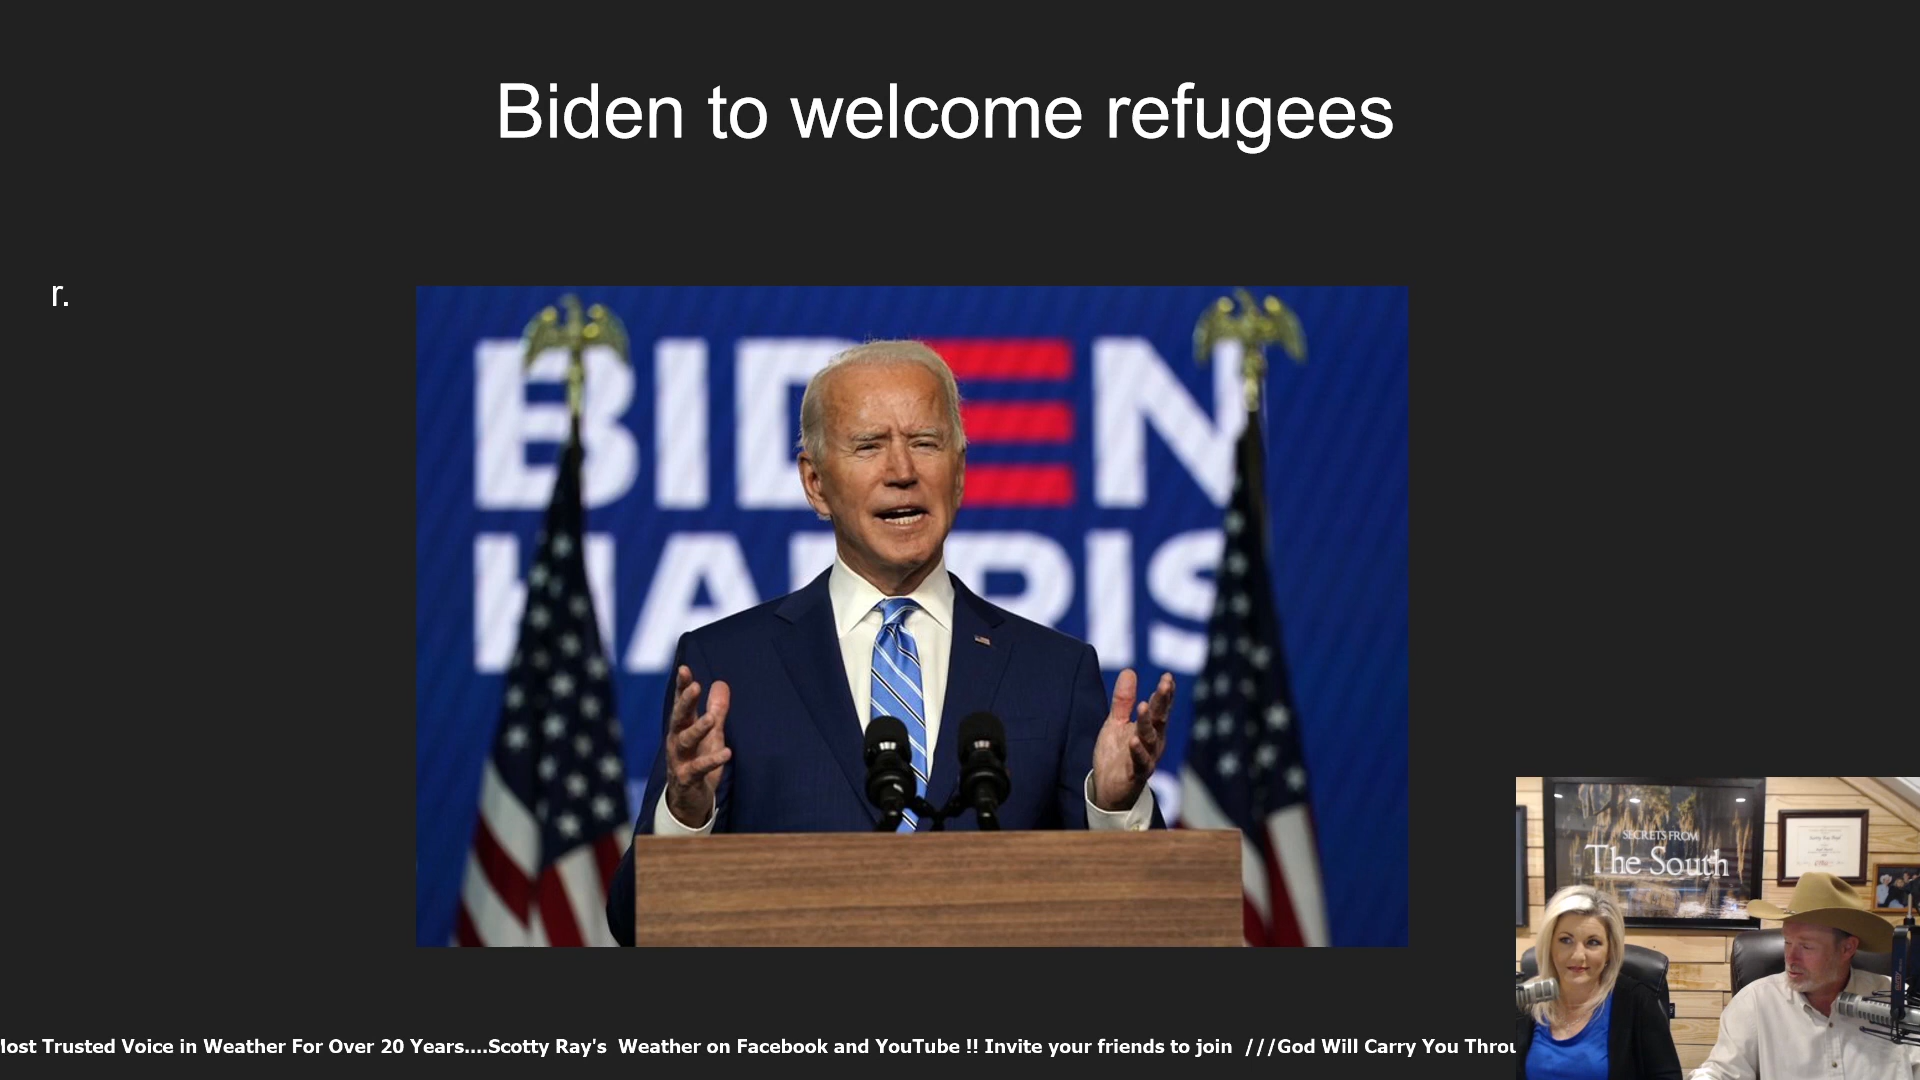 Biden to welcome refugees
r.
BIDEN
HARRIS
SECRETS FROM
The South
Most Trusted Voice in Weather For Over 20 Years....Scotty Ray's  Weather on Facebook and YouTube !! Invite your friends to join  ///God Will Carry You Throu